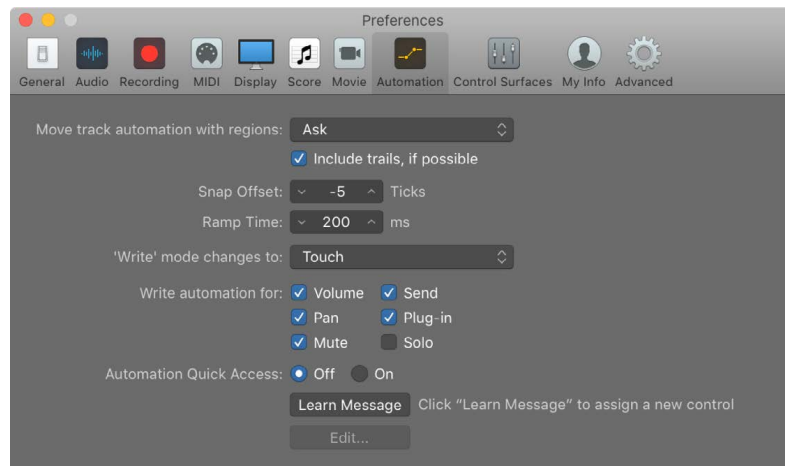 Preferences
General Audio Recording MIDI Display Score Movie Automation Control Surfaces My Info Advanced
Move track automation with regions: Ask
Include trails, if possible
Snap Offset: -5 Ticks
Ramp Time: 200 ms
'Write' mode changes to: Touch
Write automation for: Volume Send
Pan Plug-in
Mute Solo
Automation Quick Access: Off On
Learn Message Click “Learn Message” to assign a new control
Edit...